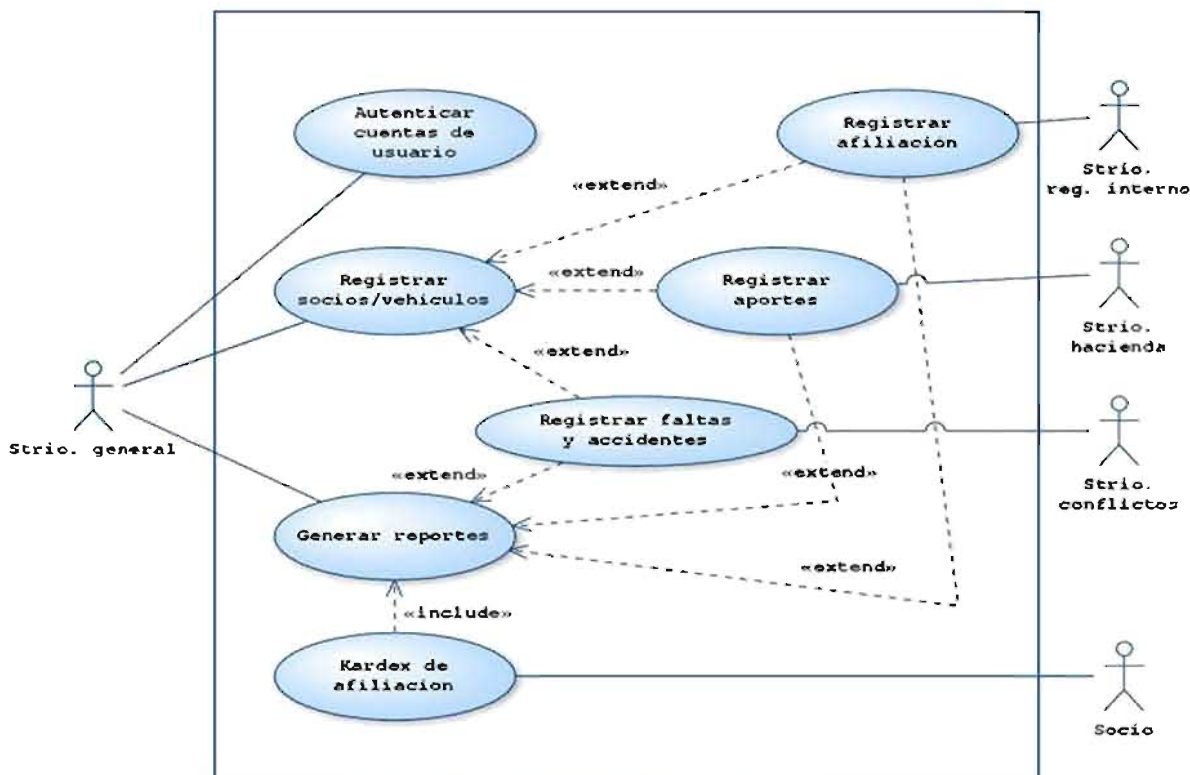 Autenticar
cuentas de
usuario
Registrar
afiliación
Strio.
reg. interno
«extend»
Registrar
socios/vehiculos
«extend»
Registrar
aportes
Strio.
hacienda
«extend»
Strio. general
Registrar faltas
y accidentes
«extend»
«extend»
Strio.
conflictos
Generar reportes
«extend»
«include»
Kardex de
afiliacion
Socio